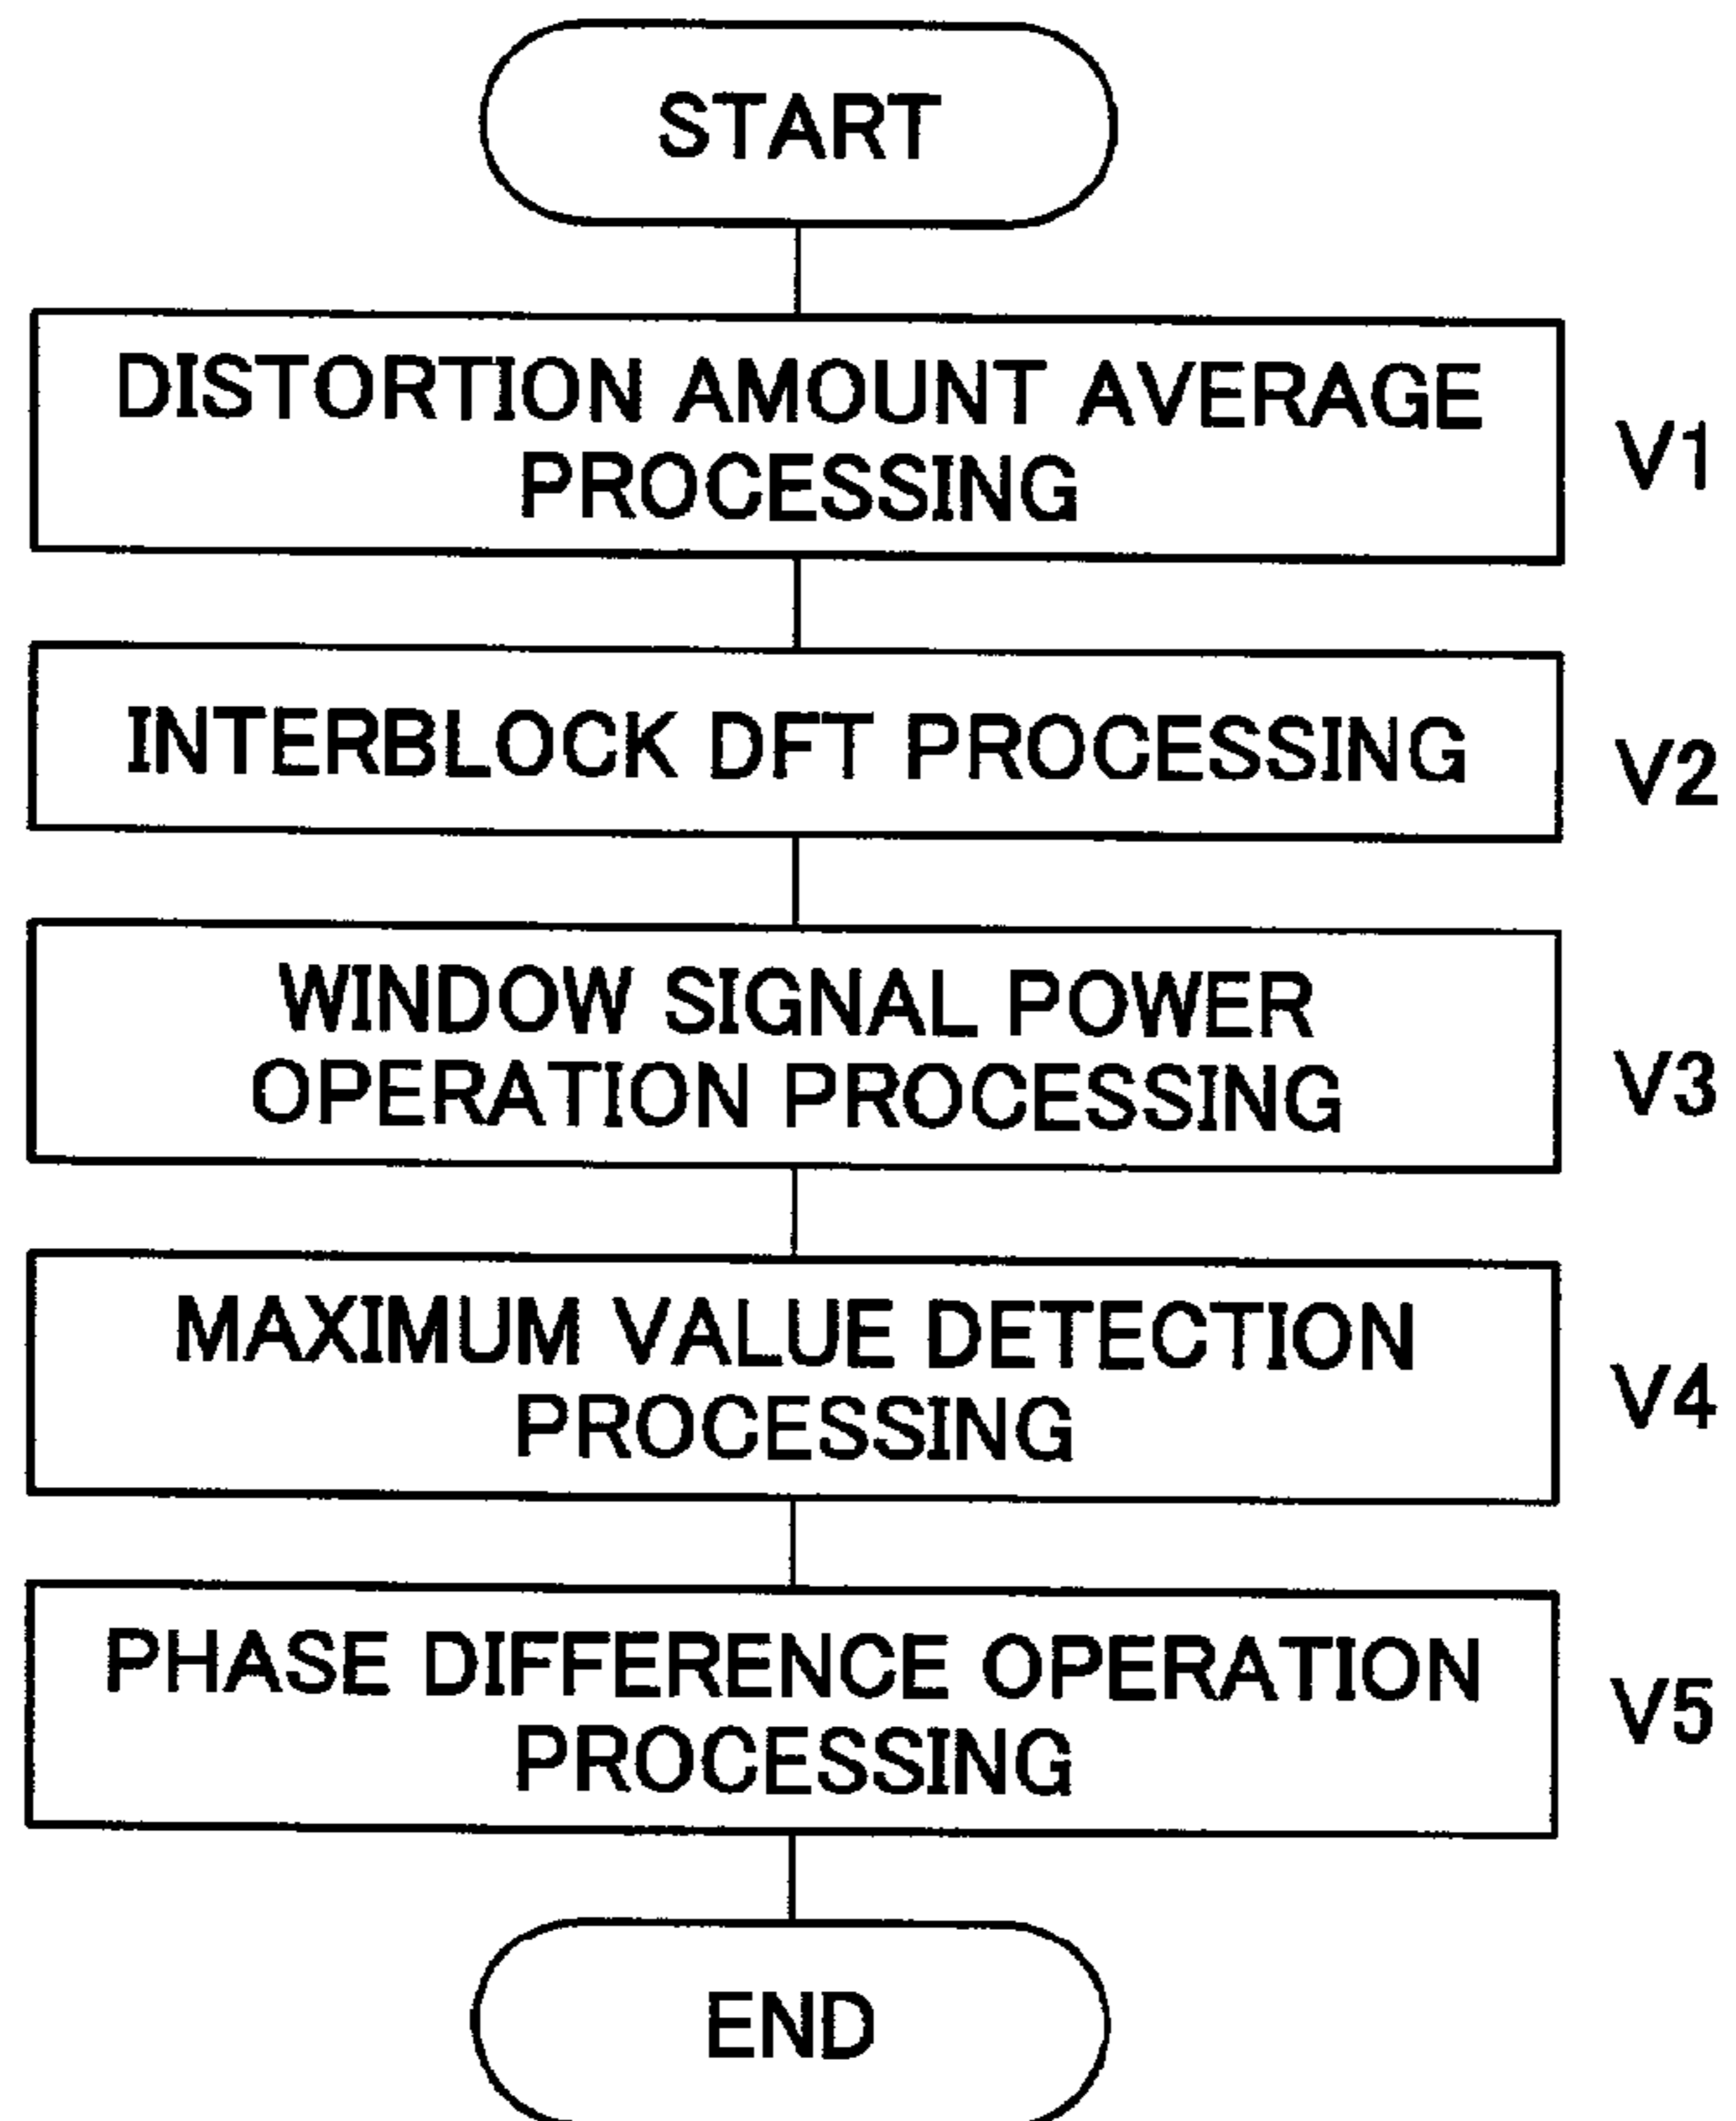 START
DISTORTION AMOUNT AVERAGE
PROCESSING
V1
INTERBLOCK DFT PROCESSING
V2
WINDOW SIGNAL POWER
OPERATION PROCESSING
V3
MAXIMUM VALUE DETECTION
PROCESSING
V4
PHASE DIFFERENCE OPERATION
PROCESSING
V5
END